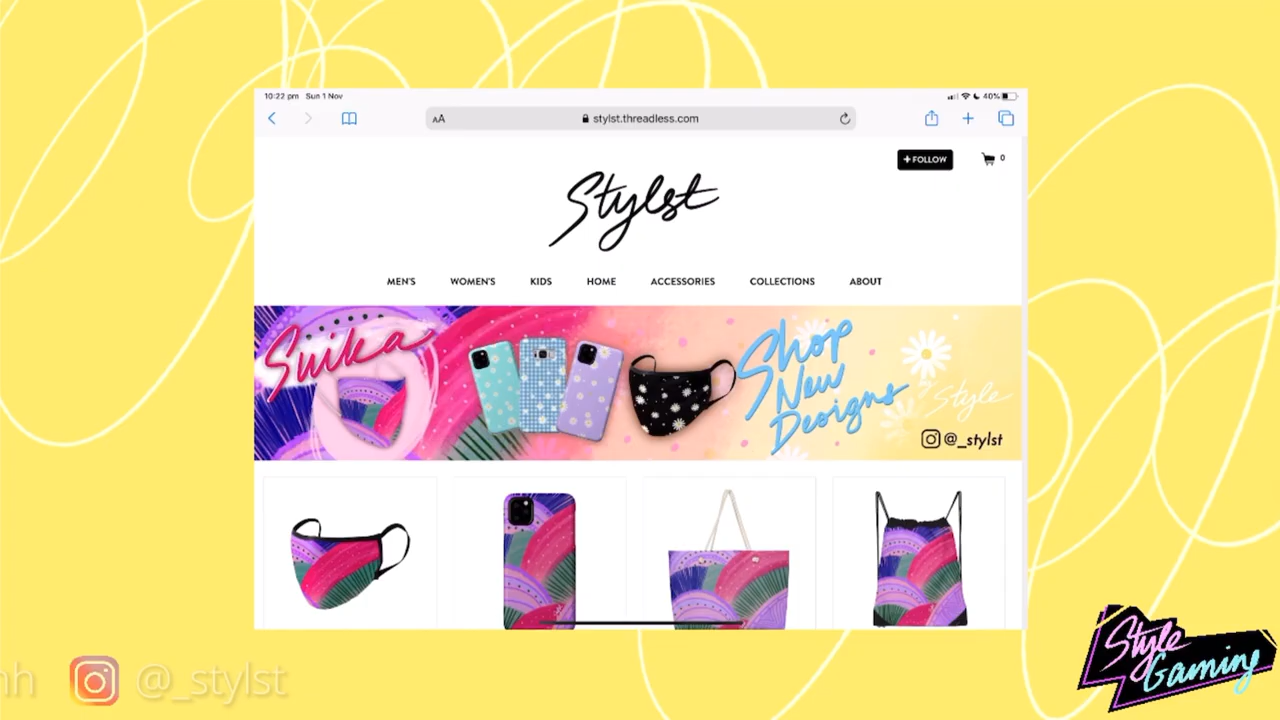 10:22 pm Sun 1 Nov 40%
AA stylst.threadless.com
+ FOLLOW 0
Stylst
MEN'S WOMEN'S KIDS HOME ACCESSORIES COLLECTIONS ABOUT
Suika
Shop
New
Designs
Style
@_stylst
@_stylst
Style
Gaming